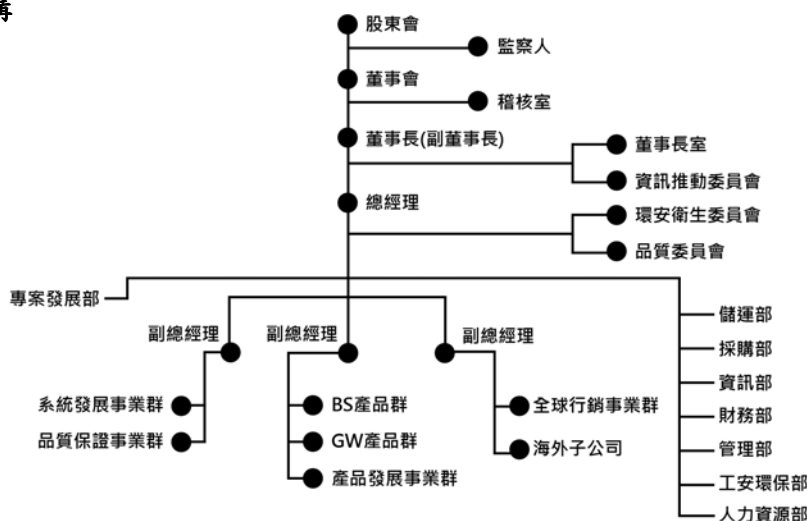 股東會
監察人
董事會
稽核室
董事長(副董事長)
董事長室
資訊推動委員會
總經理
環安衛生委員會
品質委員會
專案發展部
儲運部
採購部
資訊部
財務部
管理部
工安環保部
人力資源部
副總經理
副總經理
副總經理
系統發展事業群
品質保證事業群
BS產品群
GW產品群
產品發展事業群
全球行銷事業群
海外子公司